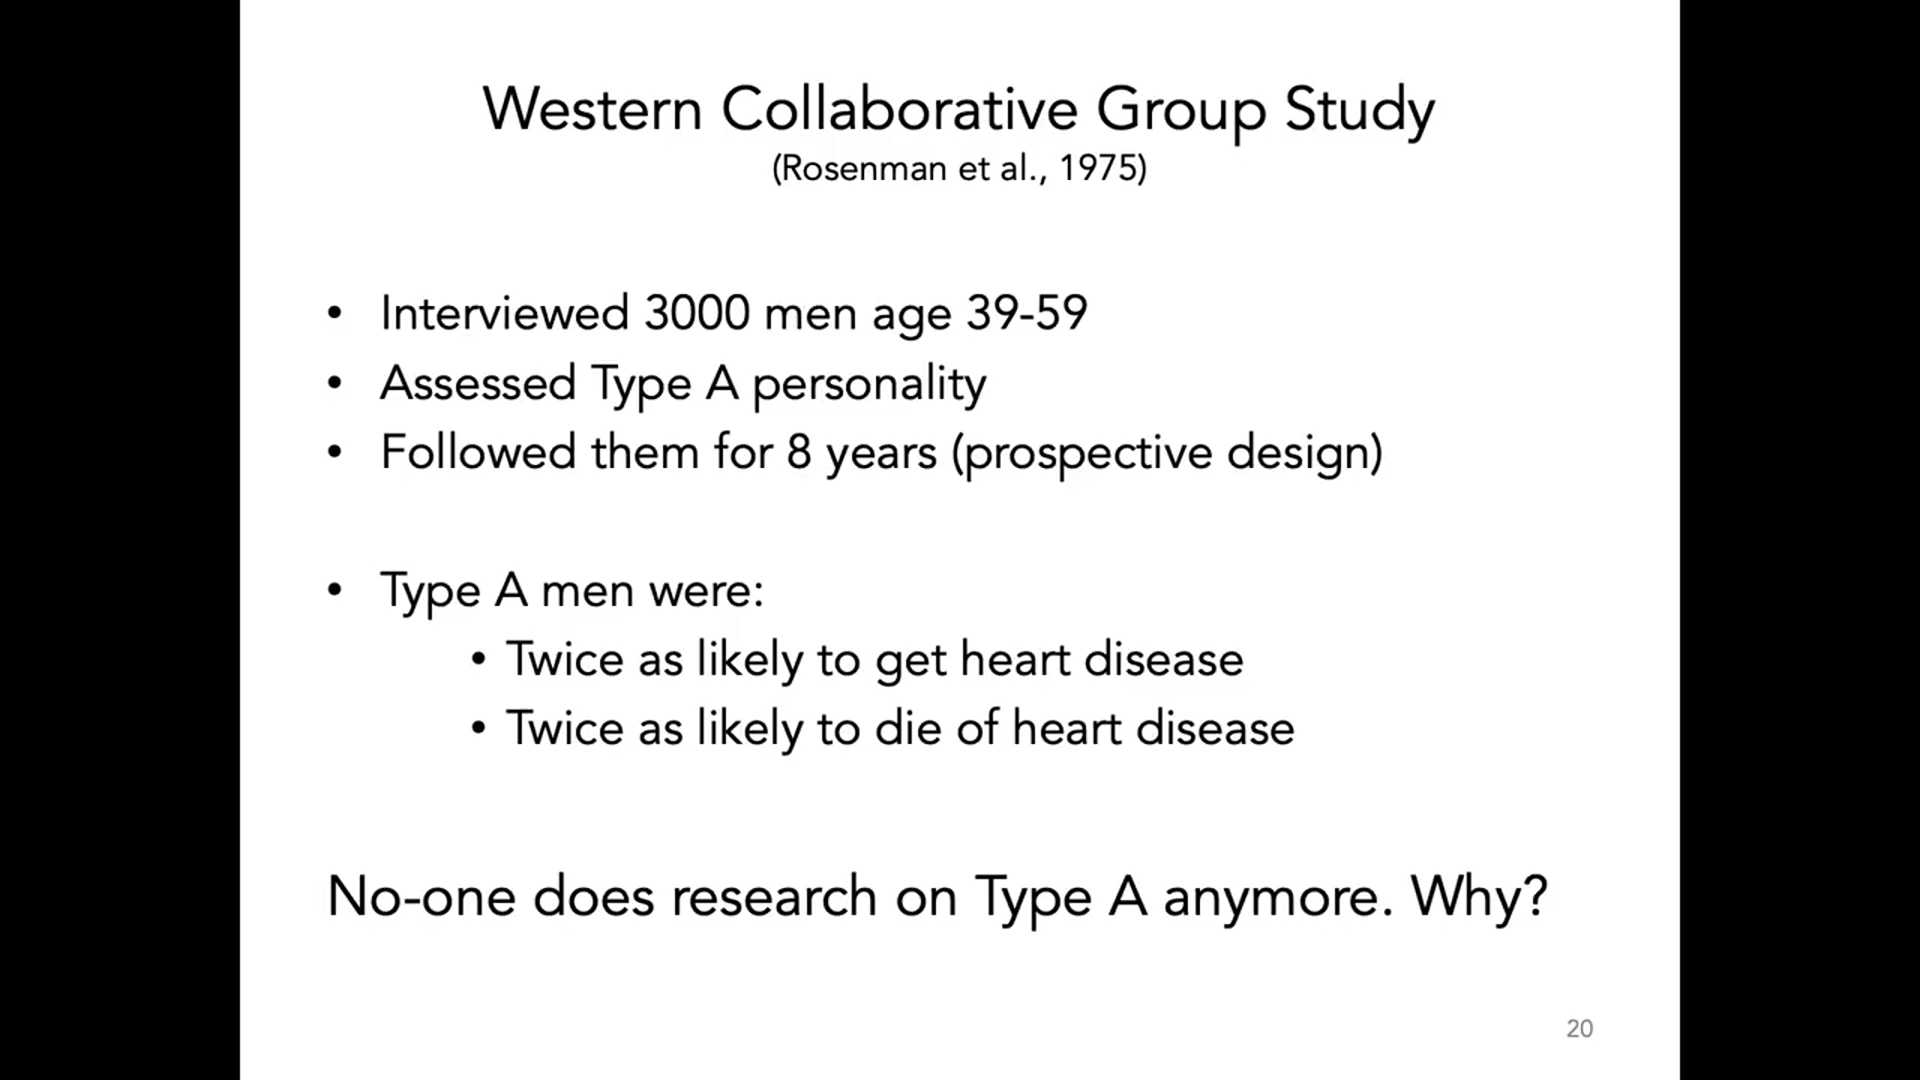 Western Collaborative Group Study
(Rosenman et al., 1975)
• Interviewed 3000 men age 39-59
• Assessed Type A personality
• Followed them for 8 years (prospective design)
• Type A men were:
• Twice as likely to get heart disease
• Twice as likely to die of heart disease
No-one does research on Type A anymore. Why?
20